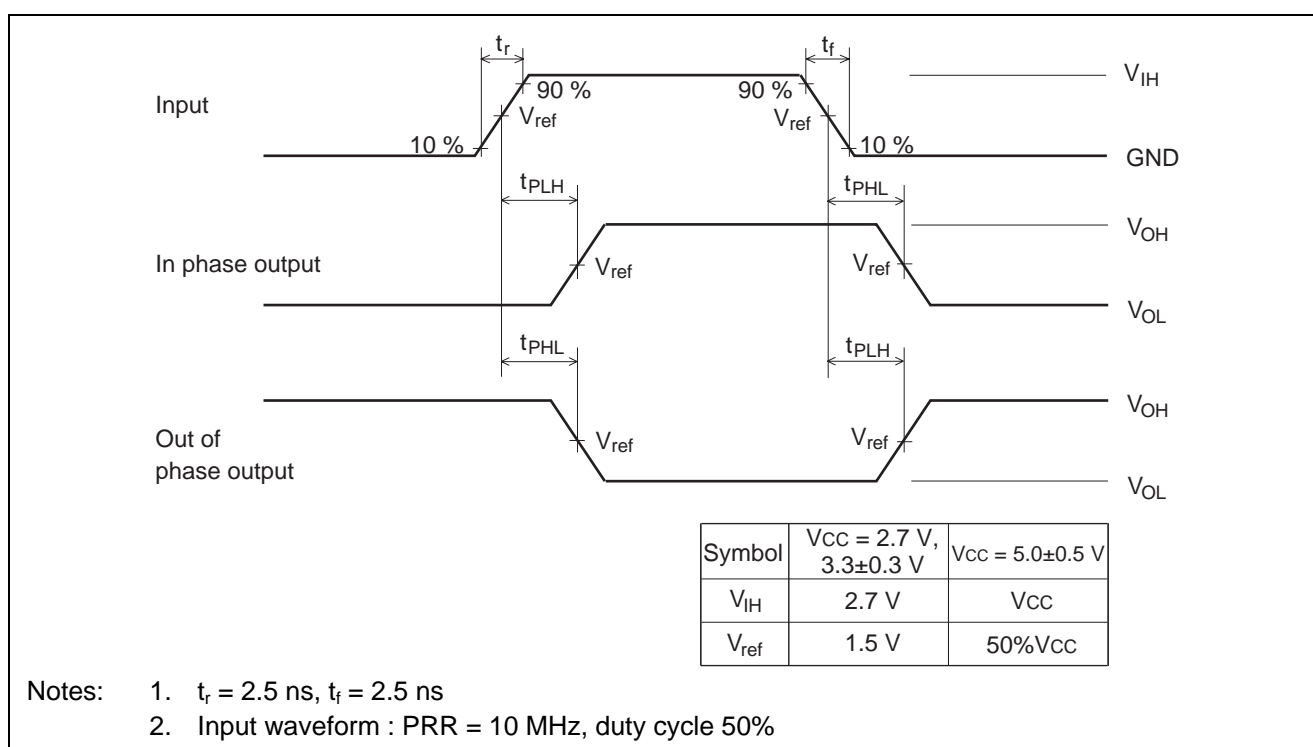 tr
tf
VIH
90 %
90 %
Input
Vref
Vref
10 %
10 %
GND
tPLH
tPHL
VOH
In phase output
Vref
Vref
VOL
tPHL
tPLH
VOH
Out of
phase output
Vref
Vref
VOL
Symbol VCC = 2.7 V, 3.3±0.3 V VCC = 5.0±0.5 V
VIH 2.7 V VCC
Vref 1.5 V 50%VCC
Notes: 1. tr = 2.5 ns, tf = 2.5 ns
2. Input waveform : PRR = 10 MHz, duty cycle 50%